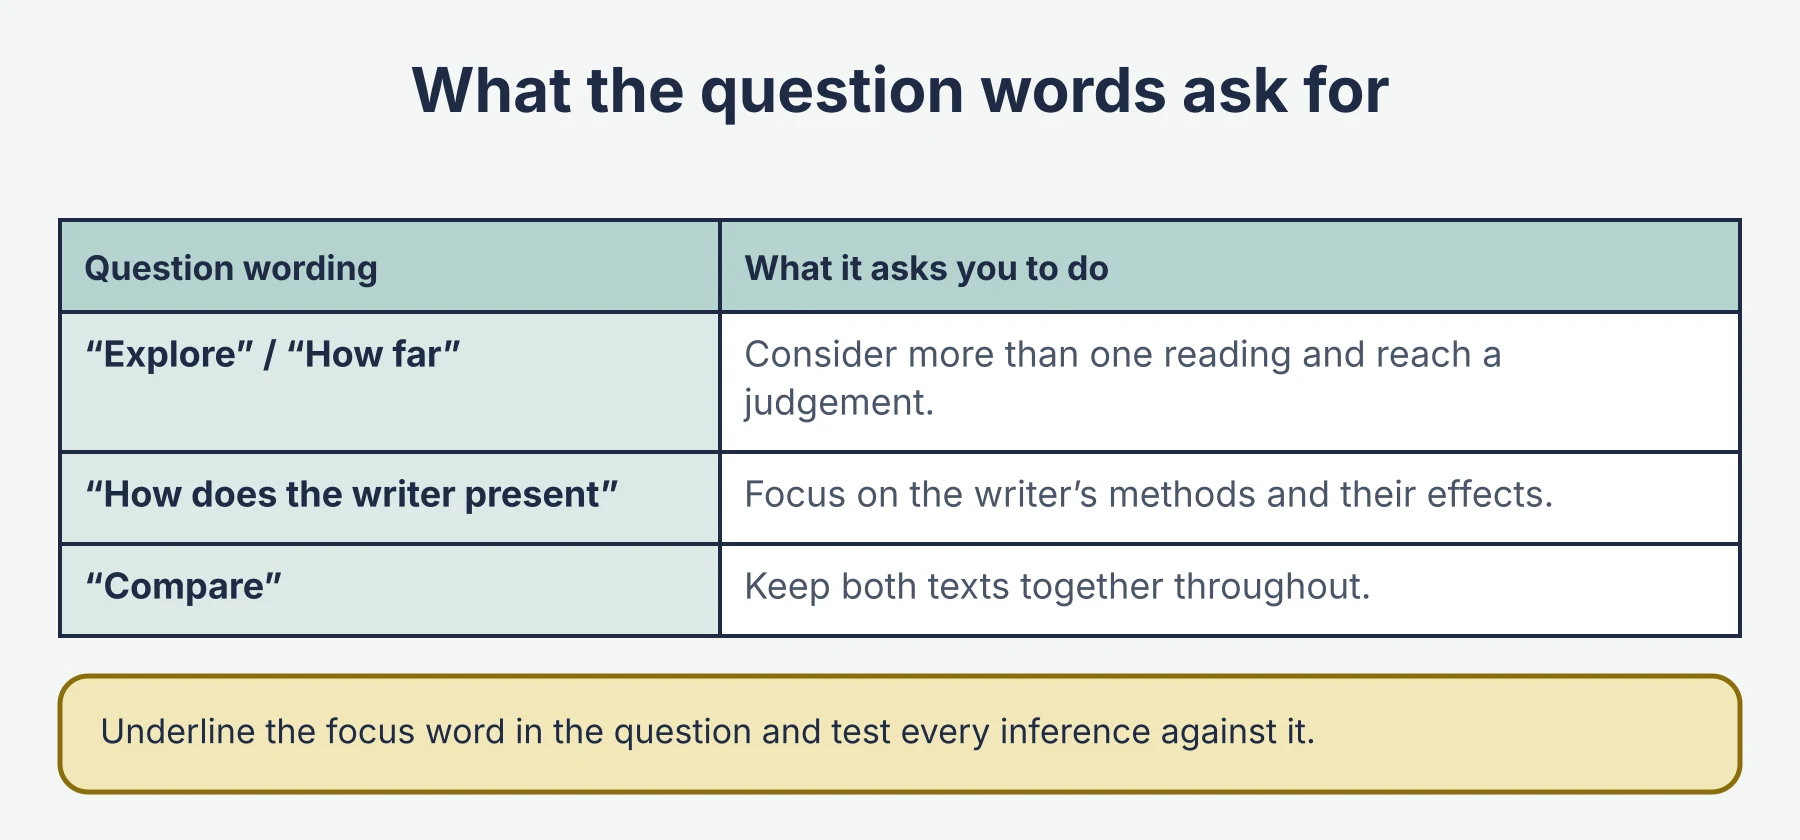 What the question words ask for
Question wording
What it asks you to do
“Explore” / “How far”
Consider more than one reading and reach a
judgement.
“How does the writer present”
Focus on the writer’s methods and their effects.
“Compare”
Keep both texts together throughout.
Underline the focus word in the question and test every inference against it.